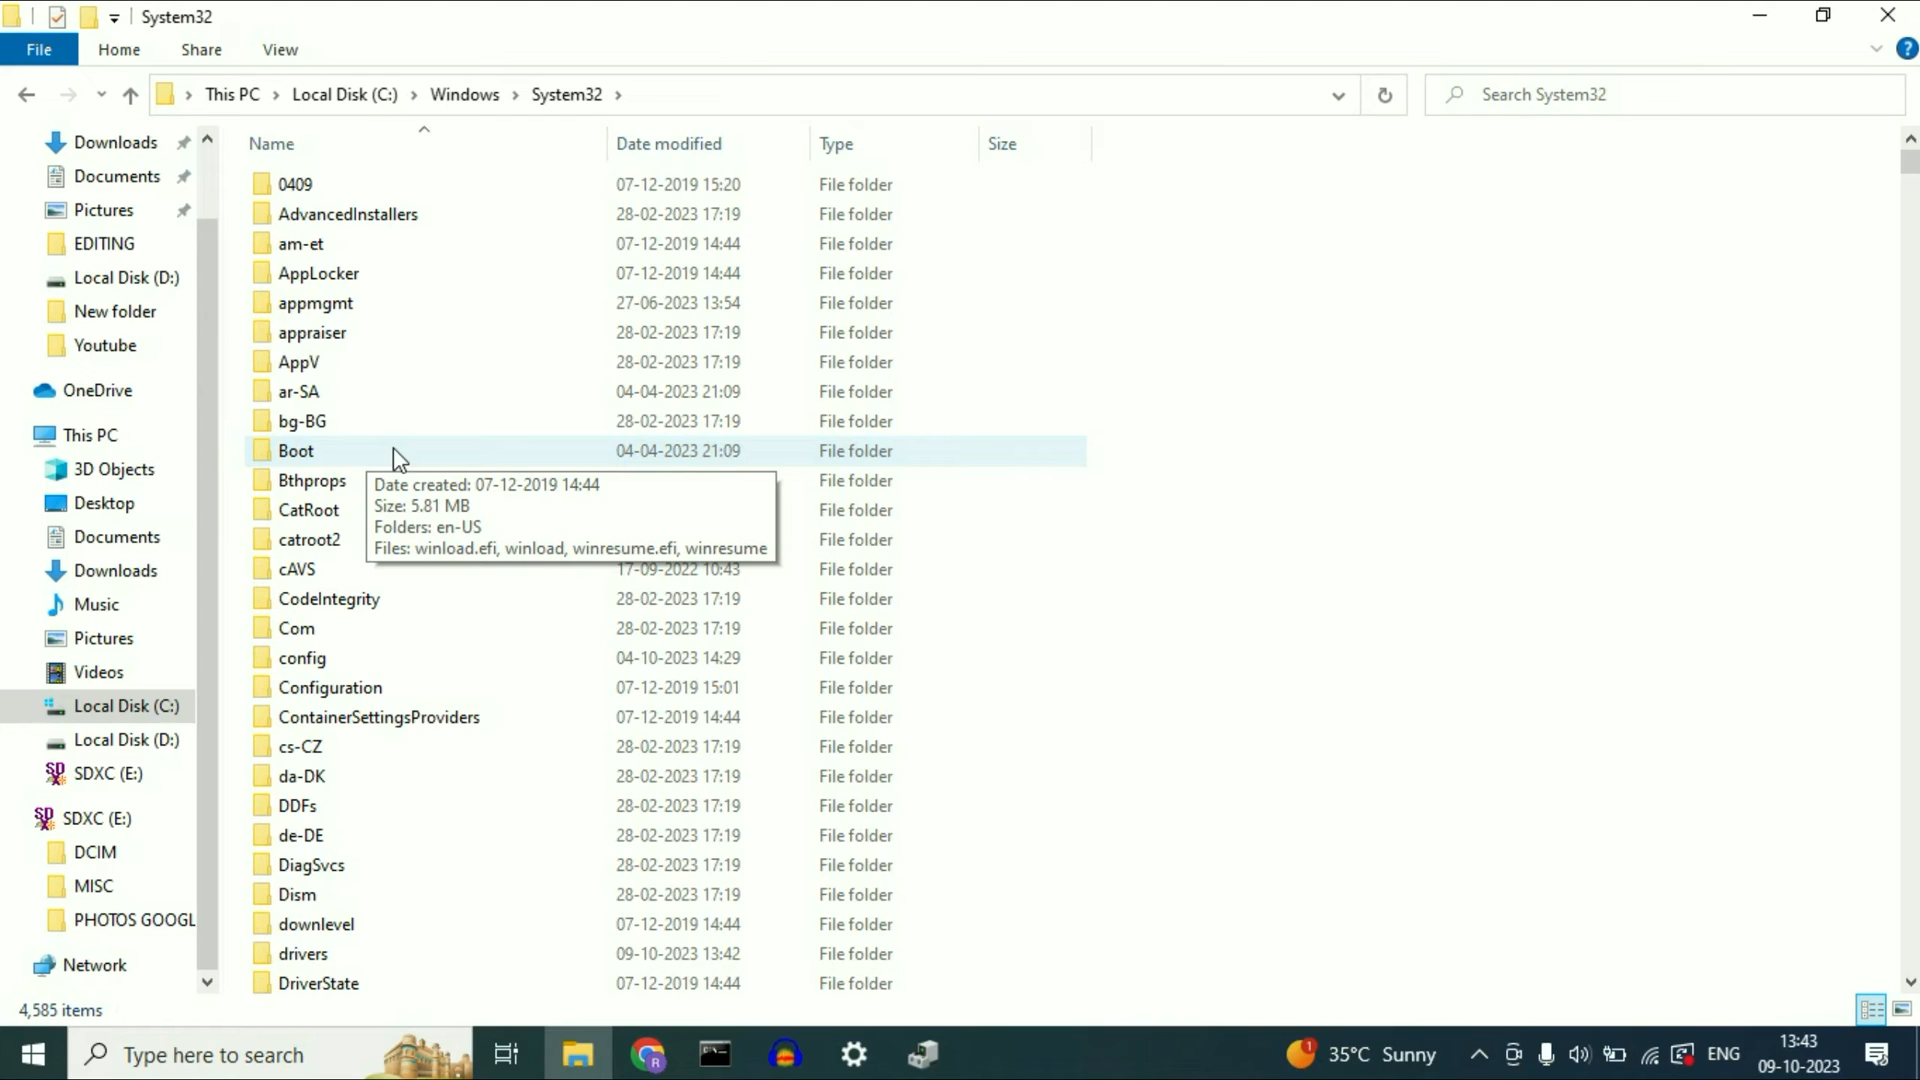 System32
File Home Share View
This PC Local Disk (C:) Windows System32
Search System32
Downloads
Documents
Pictures
EDITING
Local Disk (D:)
New folder
Youtube
OneDrive
This PC
3D Objects
Desktop
Documents
Downloads
Music
Pictures
Videos
Local Disk (C:)
Local Disk (D:)
SDXC (E:)
SDXC (E:)
DCIM
MISC
PHOTOS GOOGL
Network
Name Date modified Type Size
0409 07-12-2019 15:20 File folder
AdvancedInstallers 28-02-2023 17:19 File folder
am-et 07-12-2019 14:44 File folder
AppLocker 07-12-2019 14:44 File folder
appmgmt 27-06-2023 13:54 File folder
appraiser 28-02-2023 17:19 File folder
AppV 28-02-2023 17:19 File folder
ar-SA 04-04-2023 21:09 File folder
bg-BG 28-02-2023 17:19 File folder
Boot 04-04-2023 21:09 File folder
Bthprops File folder
CatRoot File folder
catroot2 File folder
Date created: 07-12-2019 14:44
Size: 5.81 MB
Folders: en-US
Files: winload.efi, winload, winresume.efi, winresume
cAVS 17-09-2022 10:43 File folder
CodeIntegrity 28-02-2023 17:19 File folder
Com 28-02-2023 17:19 File folder
config 04-10-2023 14:29 File folder
Configuration 07-12-2019 15:01 File folder
ContainerSettingsProviders 07-12-2019 14:44 File folder
cs-CZ 28-02-2023 17:19 File folder
da-DK 28-02-2023 17:19 File folder
DDFs 28-02-2023 17:19 File folder
de-DE 28-02-2023 17:19 File folder
DiagSvcs 28-02-2023 17:19 File folder
Dism 28-02-2023 17:19 File folder
downlevel 07-12-2019 14:44 File folder
drivers 09-10-2023 13:42 File folder
DriverState 07-12-2019 14:44 File folder
4,585 items
Type here to search
35°C Sunny
ENG
13:43
09-10-2023